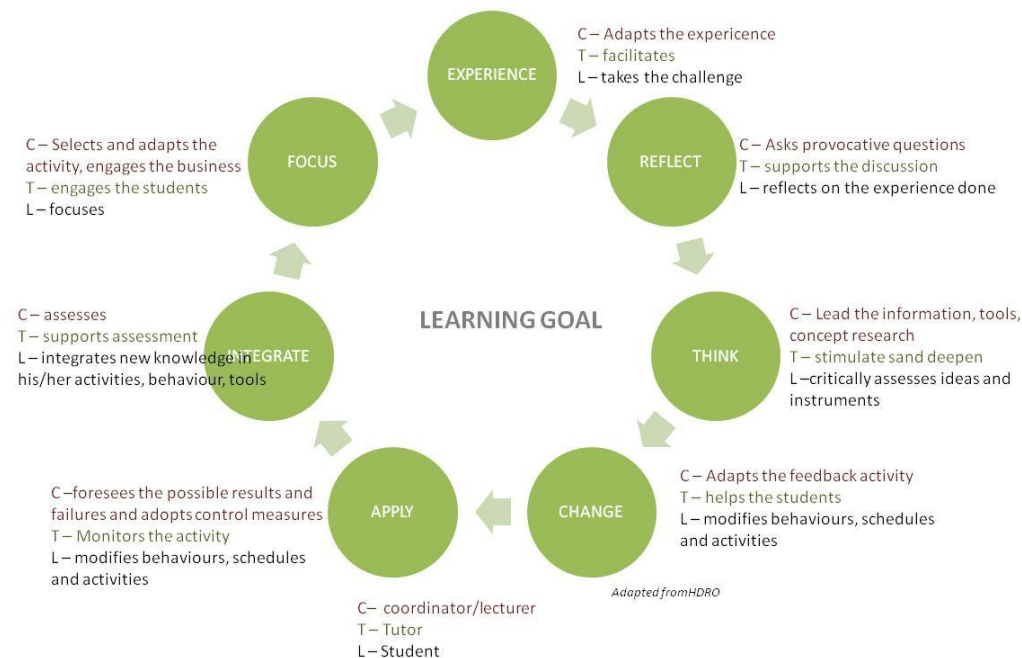 EXPERIENCE
C – Adapts the expericence
T – facilitates
L – takes the challenge
REFLECT
C – Asks provocative questions
T – supports the discussion
L – reflects on the experience done
THINK
C – Lead the information, tools,
concept research
T – stimulate sand deepen
L –critically assesses ideas and
instruments
CHANGE
C – Adapts the feedback activity
T – helps the students
L – modifies behaviours, schedules
and activities
APPLY
C –foresees the possible results and
failures and adopts control measures
T – Monitors the activity
L – modifies behaviours, schedules
and activities
INTEGRATE
C – assesses
T – supports assessment
L – integrates new knowledge in
his/her activities, behaviour, tools
FOCUS
C – Selects and adapts the
activity, engages the business
T – engages the students
L – focuses
LEARNING GOAL
Adapted fromHDRO
C – coordinator/lecturer
T – Tutor
L – Student